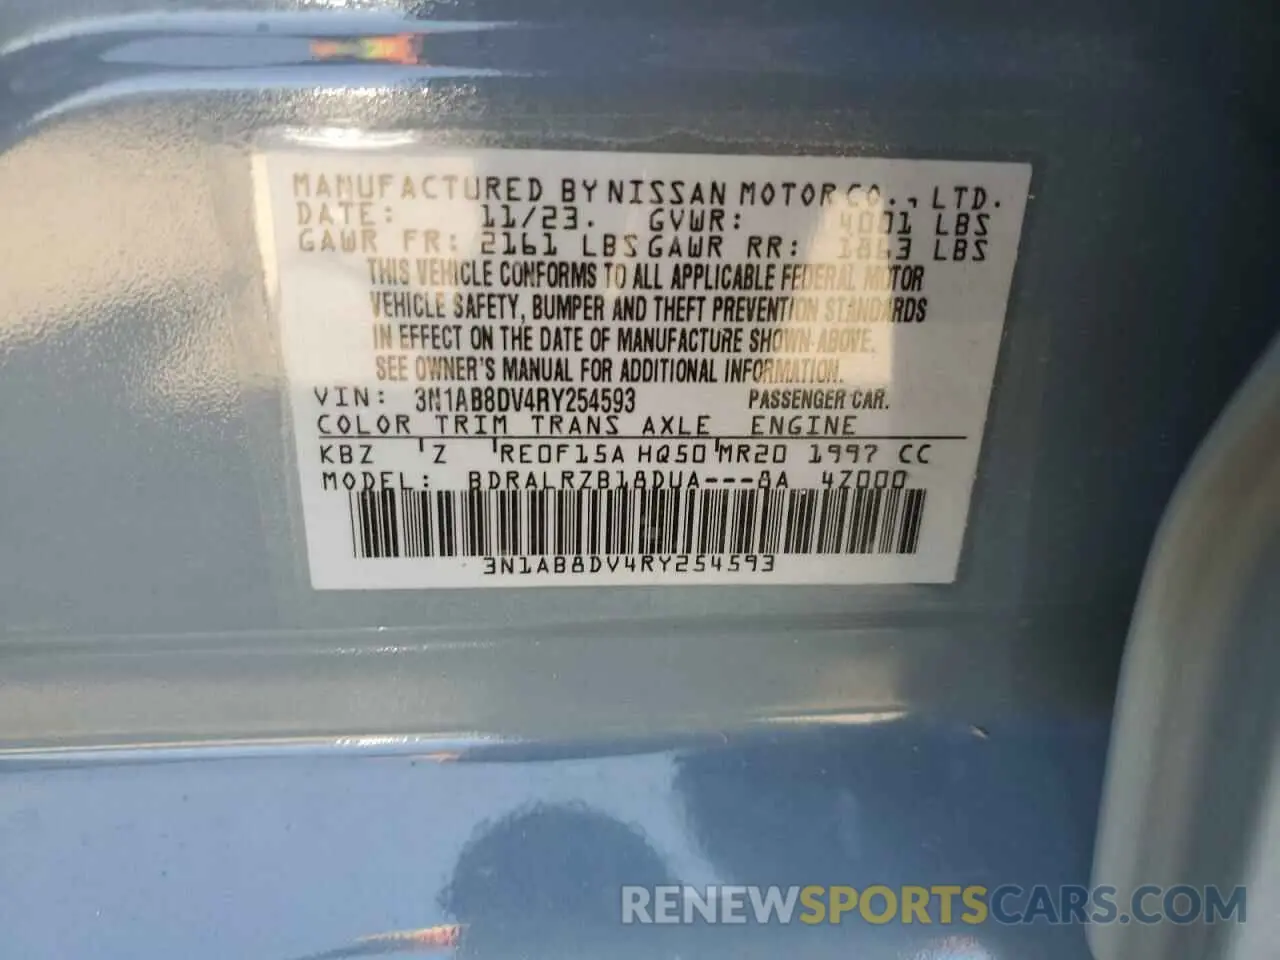 MANUFACTURED BY NISSAN MOTOR CO., LTD.
DATE: 11/23. GVWR: 4001 LBS
GAWR FR: 2161 LBS GAWR RR: 1863 LBS
THIS VEHICLE CONFORMS TO ALL APPLICABLE FEDERAL MOTOR
VEHICLE SAFETY, BUMPER AND THEFT PREVENTION STANDARDS
IN EFFECT ON THE DATE OF MANUFACTURE SHOWN ABOVE.
SEE OWNER'S MANUAL FOR ADDITIONAL INFORMATION.
VIN: 3N1AB8DV4RY254593 PASSENGER CAR.
COLOR TRIM TRANS AXLE ENGINE
KBZ Z RE0F15A HQ50 MR20 1997 CC
MODEL: BDRALRZB18DUA---8A 4Z000
3N1AB8DV4RY254593
RENEWSPORTSCARS.COM